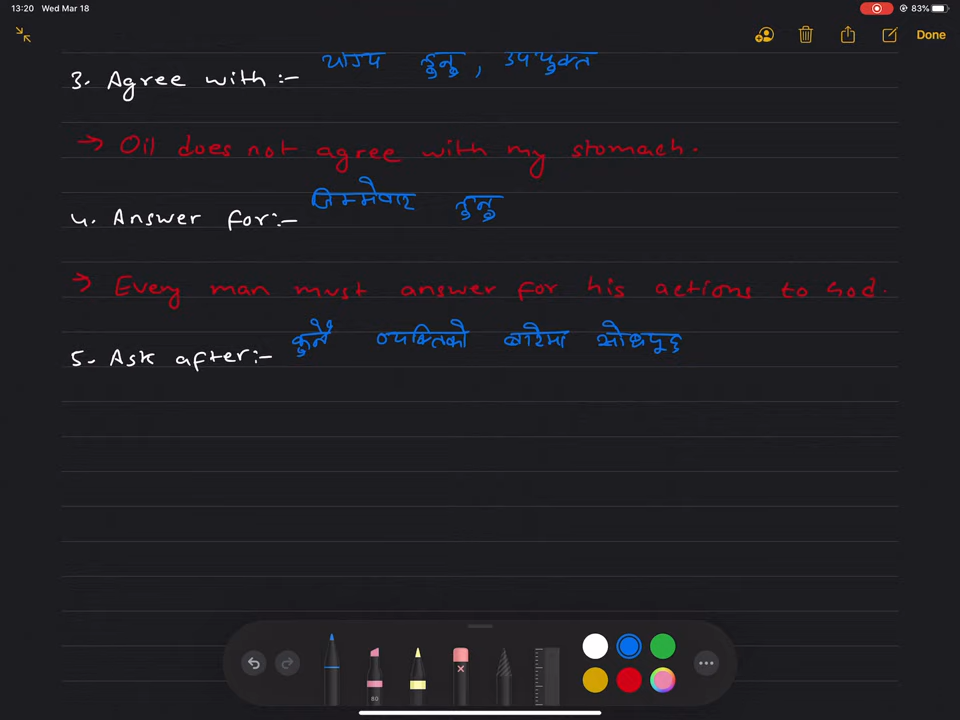 13:20 Wed Mar 18
83%
Done
योग्य हुनु, उपयुक्त
3. Agree with :-
→ Oil does not agree with my stomach.
जिम्मेवार हुनु
4. Answer for:-
→ Every man must answer for his actions to God.
कुनै व्यक्तिको बारेमा
5. Ask after:-
80